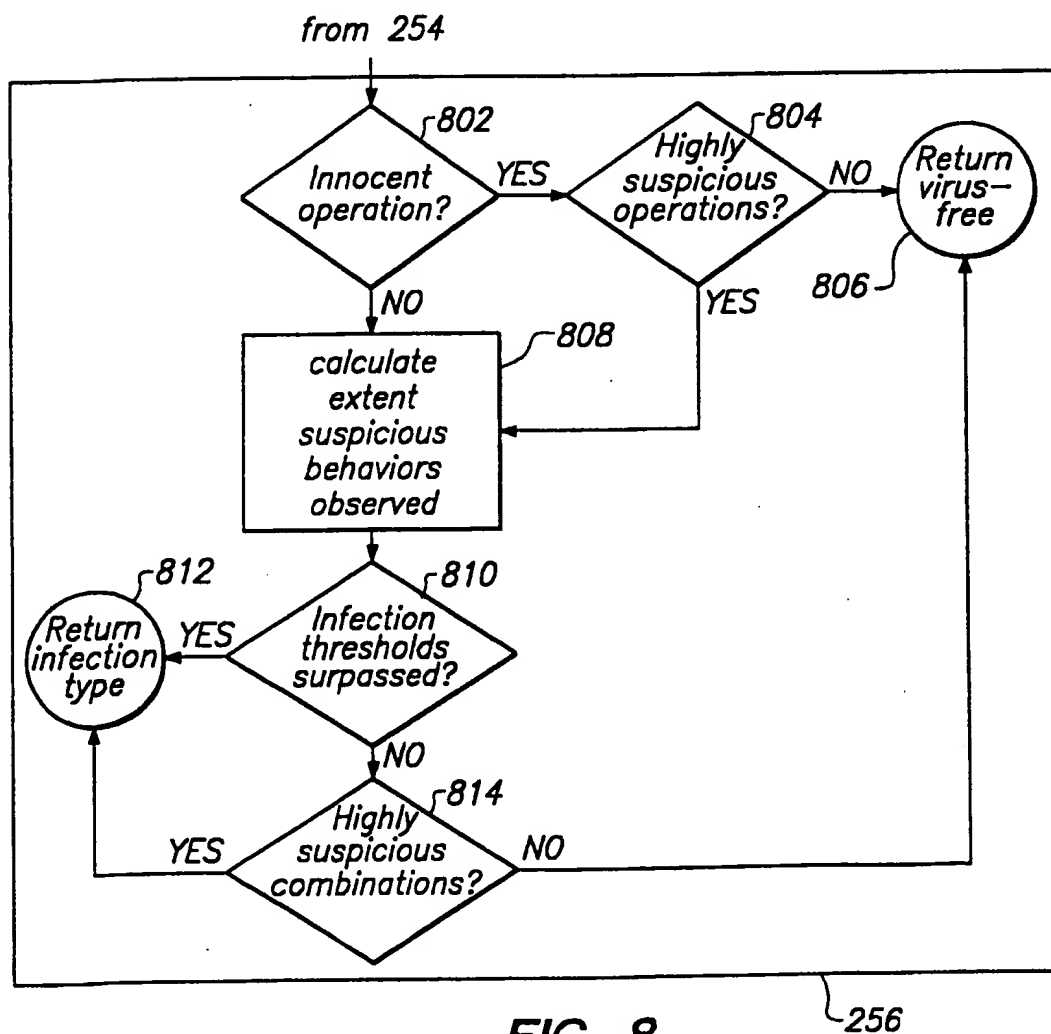 from 254
802
Innocent
operation?
YES
804
Highly
suspicious
operations?
NO
Return
virus-
free
806
NO
YES
808
calculate
extent
suspicious
behaviors
observed
812
Return
infection
type
YES
810
Infection
thresholds
surpassed?
NO
814
Highly
suspicious
combinations?
YES
NO
256
FIG. 8